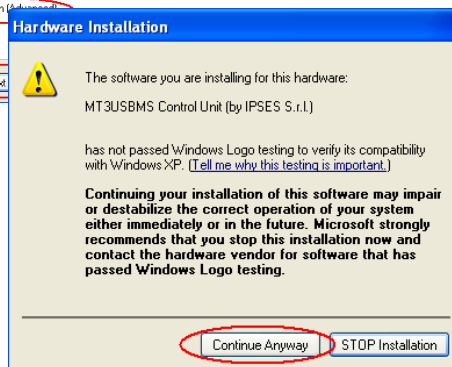 (Advanced)
Hardware Installation
The software you are installing for this hardware:
MT3USBMS Control Unit (by IPSES S.r.l.)
has not passed Windows Logo testing to verify its compatibility
with Windows XP. (Tell me why this testing is important.)
Continuing your installation of this software may impair
or destabilize the correct operation of your system
either immediately or in the future. Microsoft strongly
recommends that you stop this installation now and
contact the hardware vendor for software that has
passed Windows Logo testing.
Continue Anyway STOP Installation